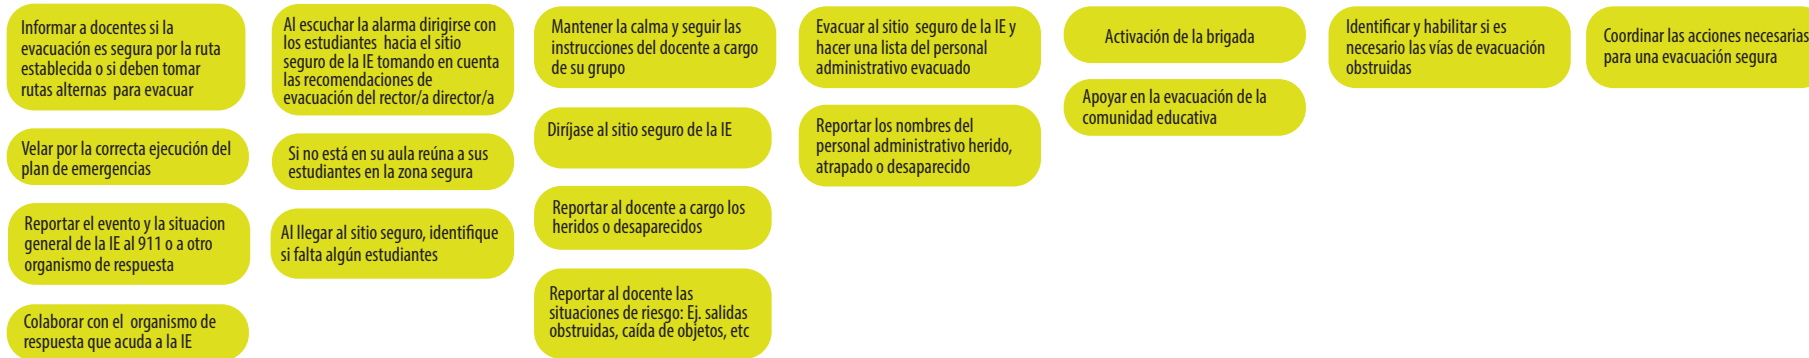 Informar a docentes si la
evacuación es segura por la ruta
establecida o si deben tomar
rutas alternas para evacuar
Velar por la correcta ejecución del
plan de emergencias
Reportar el evento y la situacion
general de la IE al 911 o a otro
organismo de respuesta
Colaborar con el organismo de
respuesta que acuda a la IE
Al escuchar la alarma dirigirse con
los estudiantes hacia el sitio
seguro de la IE tomando en cuenta
las recomendaciones de
evacuación del rector/a director/a
Si no está en su aula reúna a sus
estudiantes en la zona segura
Al llegar al sitio seguro, identifique
si falta algún estudiantes
Mantener la calma y seguir las
instrucciones del docente a cargo
de su grupo
Diríjase al sitio seguro de la IE
Reportar al docente a cargo los
heridos o desaparecidos
Reportar al docente las
situaciones de riesgo: Ej. salidas
obstruidas, caída de objetos, etc
Evacuar al sitio seguro de la IE y
hacer una lista del personal
administrativo evacuado
Reportar los nombres del
personal administrativo herido,
atrapado o desaparecido
Activación de la brigada
Apoyar en la evacuación de la
comunidad educativa
Identificar y habilitar si es
necesario las vías de evacuación
obstruidas
Coordinar las acciones necesarias
para una evacuación segura